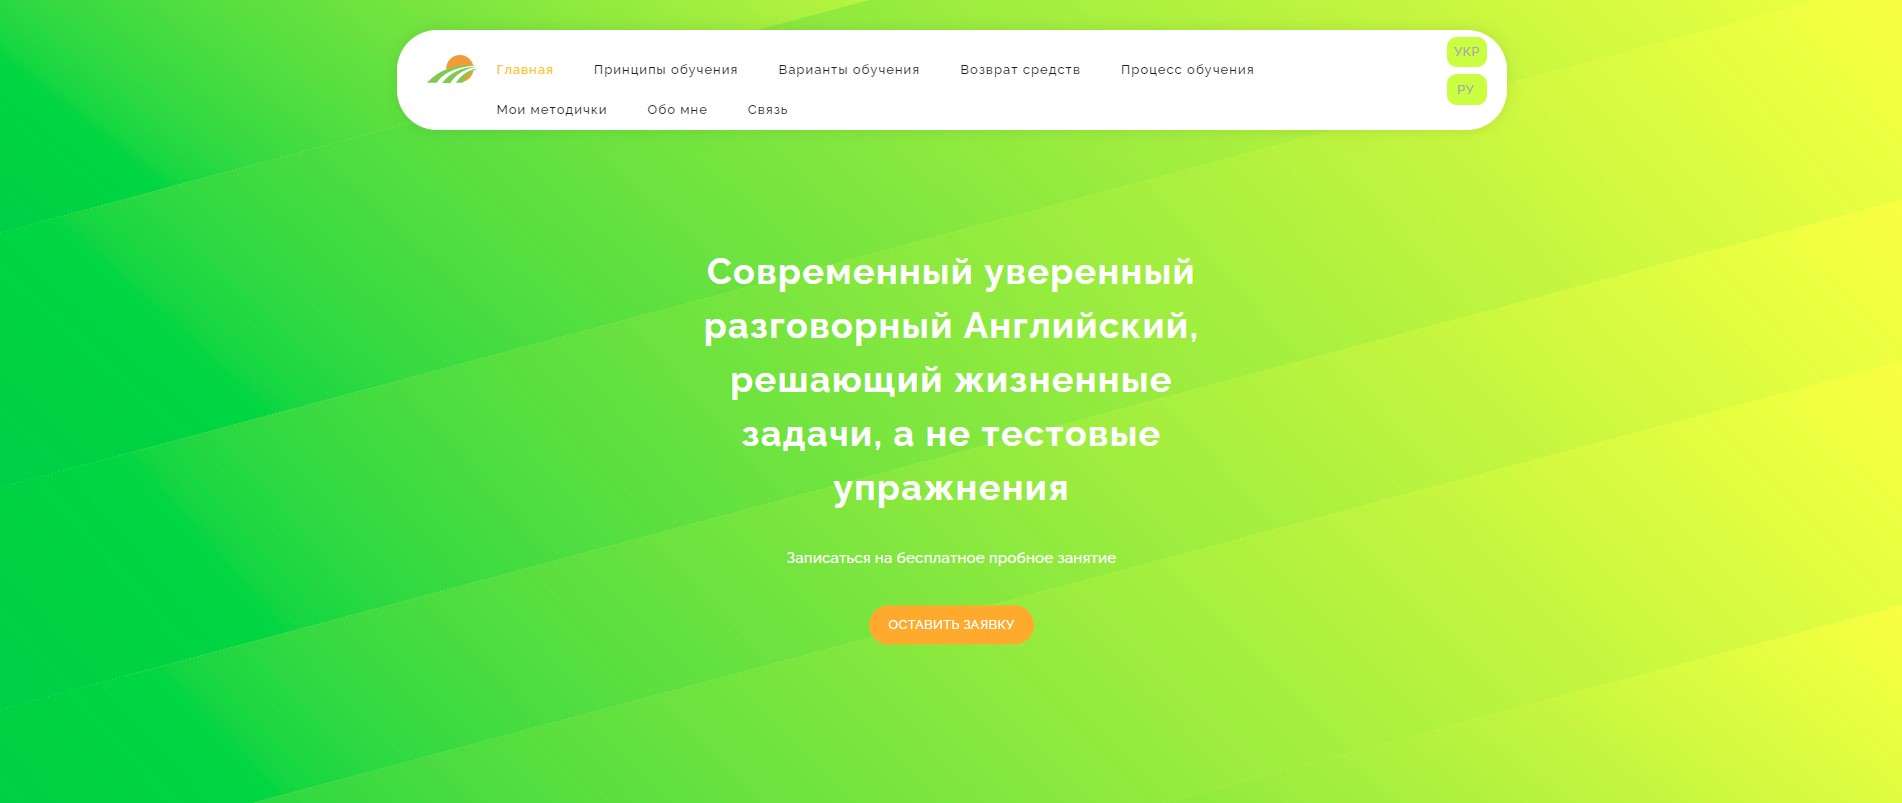 Главная Принципы обучения Варианты обучения Возврат средств Процесс обучения
Мои методички Обо мне Связь
УКР
РУ
Современный уверенный
разговорный Английский,
решающий жизненные
задачи, а не тестовые
упражнения
Записаться на бесплатное пробное занятие
ОСТАВИТЬ ЗАЯВКУ